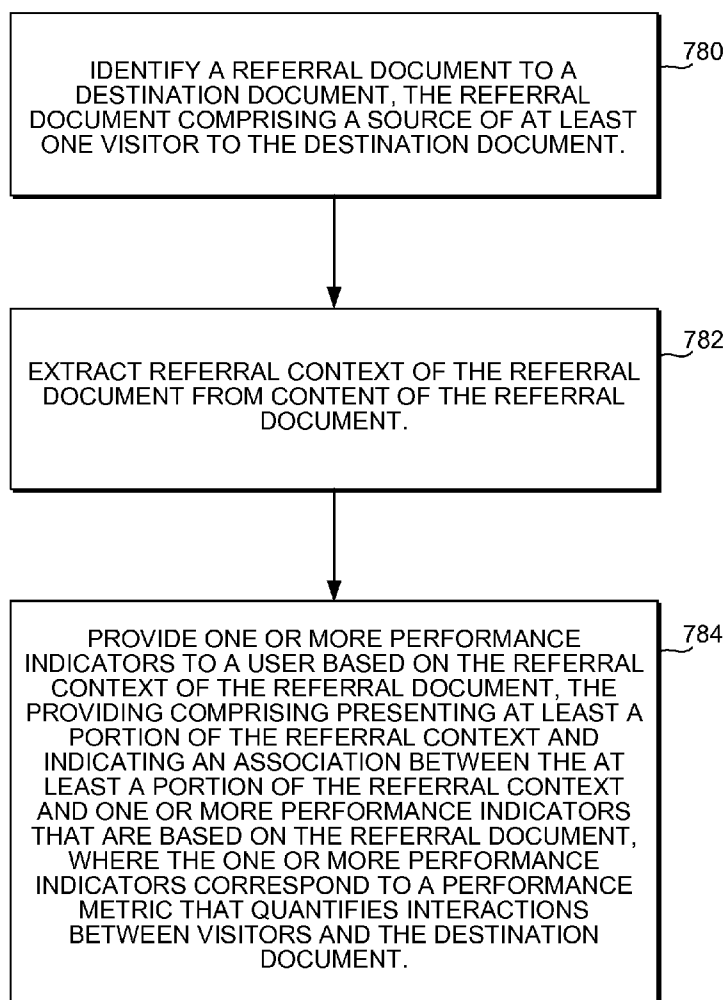 780
IDENTIFY A REFERRAL DOCUMENT TO A
DESTINATION DOCUMENT, THE REFERRAL
DOCUMENT COMPRISING A SOURCE OF AT LEAST
ONE VISITOR TO THE DESTINATION DOCUMENT.
782
EXTRACT REFERRAL CONTEXT OF THE REFERRAL
DOCUMENT FROM CONTENT OF THE REFERRAL
DOCUMENT.
784
PROVIDE ONE OR MORE PERFORMANCE
INDICATORS TO A USER BASED ON THE REFERRAL
CONTEXT OF THE REFERRAL DOCUMENT, THE
PROVIDING COMPRISING PRESENTING AT LEAST A
PORTION OF THE REFERRAL CONTEXT AND
INDICATING AN ASSOCIATION BETWEEN THE AT
LEAST A PORTION OF THE REFERRAL CONTEXT
AND ONE OR MORE PERFORMANCE INDICATORS
THAT ARE BASED ON THE REFERRAL DOCUMENT,
WHERE THE ONE OR MORE PERFORMANCE
INDICATORS CORRESPOND TO A PERFORMANCE
METRIC THAT QUANTIFIES INTERACTIONS
BETWEEN VISITORS AND THE DESTINATION
DOCUMENT.